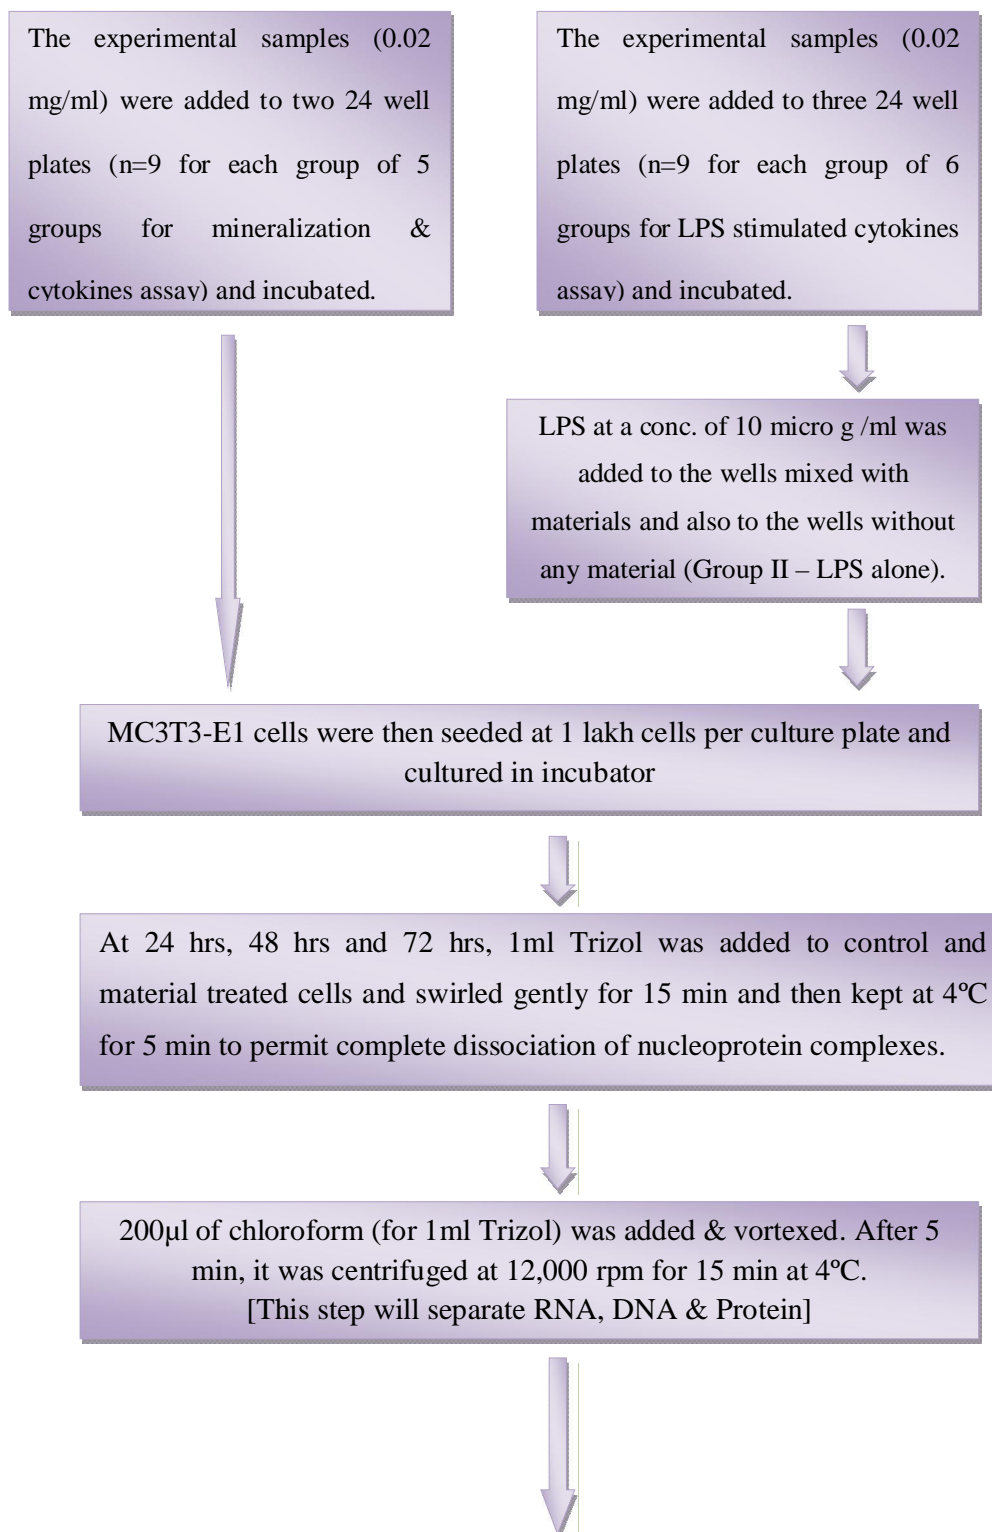 The experimental samples (0.02
mg/ml) were added to two 24 well
plates (n=9 for each group of 5
groups for mineralization &
cytokines assay) and incubated.
The experimental samples (0.02
mg/ml) were added to three 24 well
plates (n=9 for each group of 6
groups for LPS stimulated cytokines
assay) and incubated.
LPS at a conc. of 10 micro g /ml was
added to the wells mixed with
materials and also to the wells without
any material (Group II – LPS alone).
MC3T3-E1 cells were then seeded at 1 lakh cells per culture plate and
cultured in incubator
At 24 hrs, 48 hrs and 72 hrs, 1ml Trizol was added to control and
material treated cells and swirled gently for 15 min and then kept at 4ºC
for 5 min to permit complete dissociation of nucleoprotein complexes.
200µl of chloroform (for 1ml Trizol) was added & vortexed. After 5
min, it was centrifuged at 12,000 rpm for 15 min at 4ºC.
[This step will separate RNA, DNA & Protein]